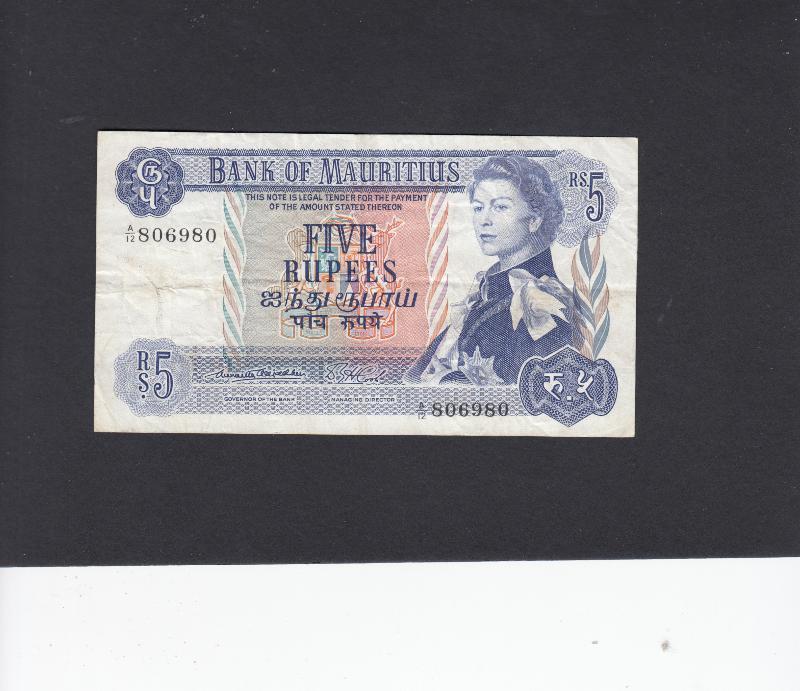 BANK OF MAURITIUS
RS.5
THIS NOTE IS LEGAL TENDER FOR THE PAYMENT
OF THE AMOUNT STATED THEREON
A/12 806980
FIVE
RUPEES
ஐந்து ரூபாய்
पांच रूपये
RS.5
GOVERNOR OF THE BANK
MANAGING DIRECTOR
A/12 806980
रु. ५